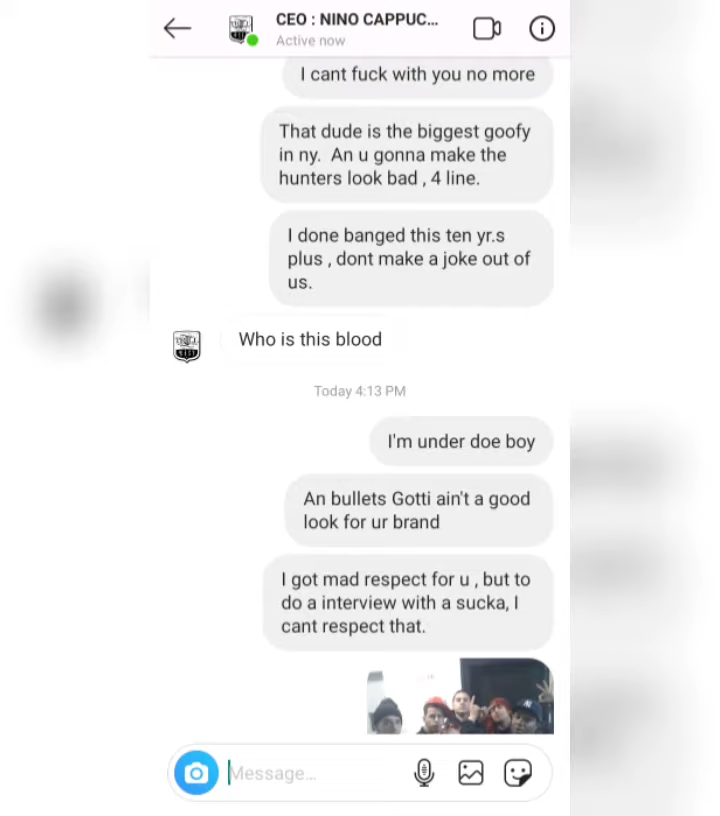 CEO : NINO CAPPUC...
Active now
I cant fuck with you no more
That dude is the biggest goofy
in ny. An u gonna make the
hunters look bad , 4 line.
I done banged this ten yr.s
plus , dont make a joke out of
us.
Who is this blood
Today 4:13 PM
I'm under doe boy
An bullets Gotti ain't a good
look for ur brand
I got mad respect for u , but to
do a interview with a sucka, I
cant respect that.
Message...